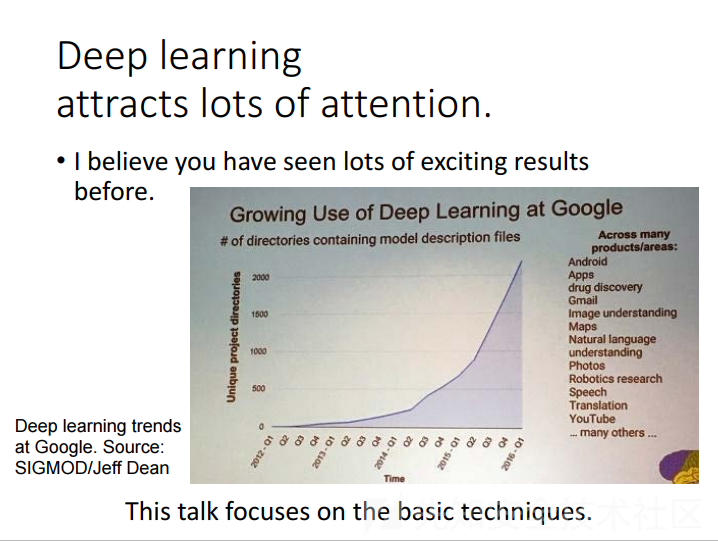 Deep learning
attracts lots of attention.
• I believe you have seen lots of exciting results
before.
Growing Use of Deep Learning at Google
# of directories containing model description files
Across many
products/areas:
Android
Apps
drug discovery
Gmail
Image understanding
Maps
Natural language
understanding
Photos
Robotics research
Speech
Translation
YouTube
... many others ...
Unique project directories
2000
1500
1000
500
0
2012 - Q1
Q2
Q3
Q4
2013 - Q1
Q2
Q3
Q4
2014 - Q1
Q2
Q3
Q4
2015 - Q1
Q2
Q3
Q4
2016 - Q1
Time
Deep learning trends
at Google. Source:
SIGMOD/Jeff Dean
This talk focuses on the basic techniques.
技术社区